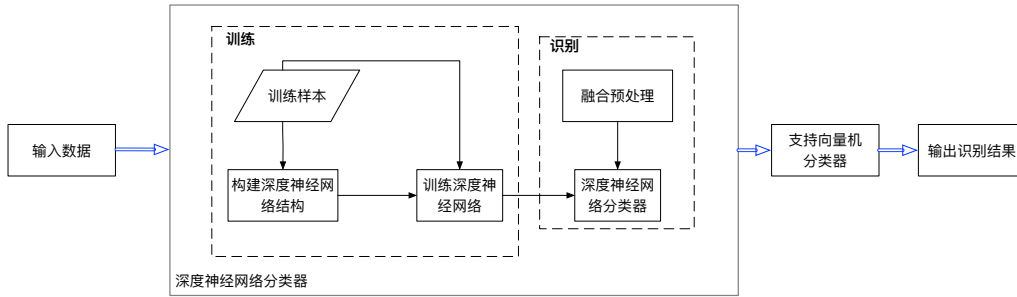 训练
识别
训练样本
融合预处理
输入数据
支持向量机
分类器
输出识别结果
构建深度神经网
络结构
训练深度神
经网络
深度神经网
络分类器
深度神经网络分类器